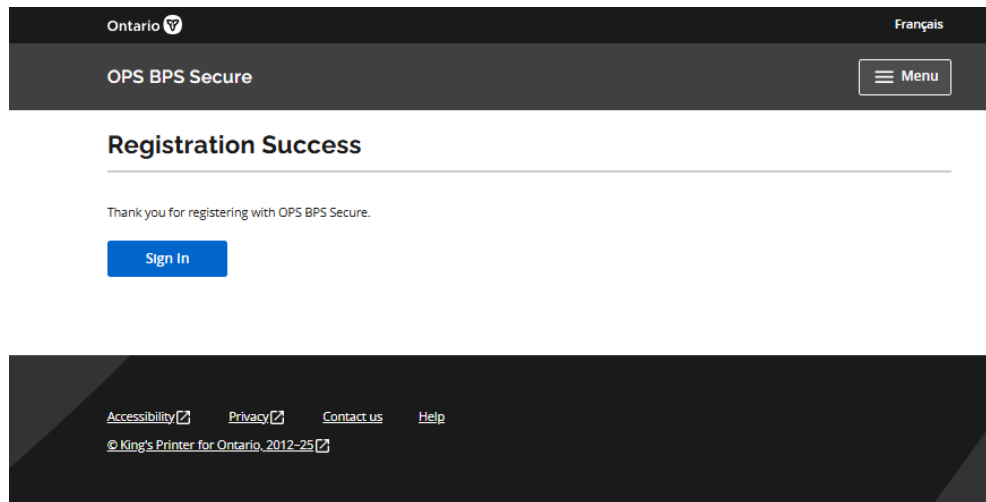 Ontario
Français
OPS BPS Secure
Menu
Registration Success
Thank you for registering with OPS BPS Secure.
Sign In
Accessibility Privacy Contact us Help
© King's Printer for Ontario, 2012–25